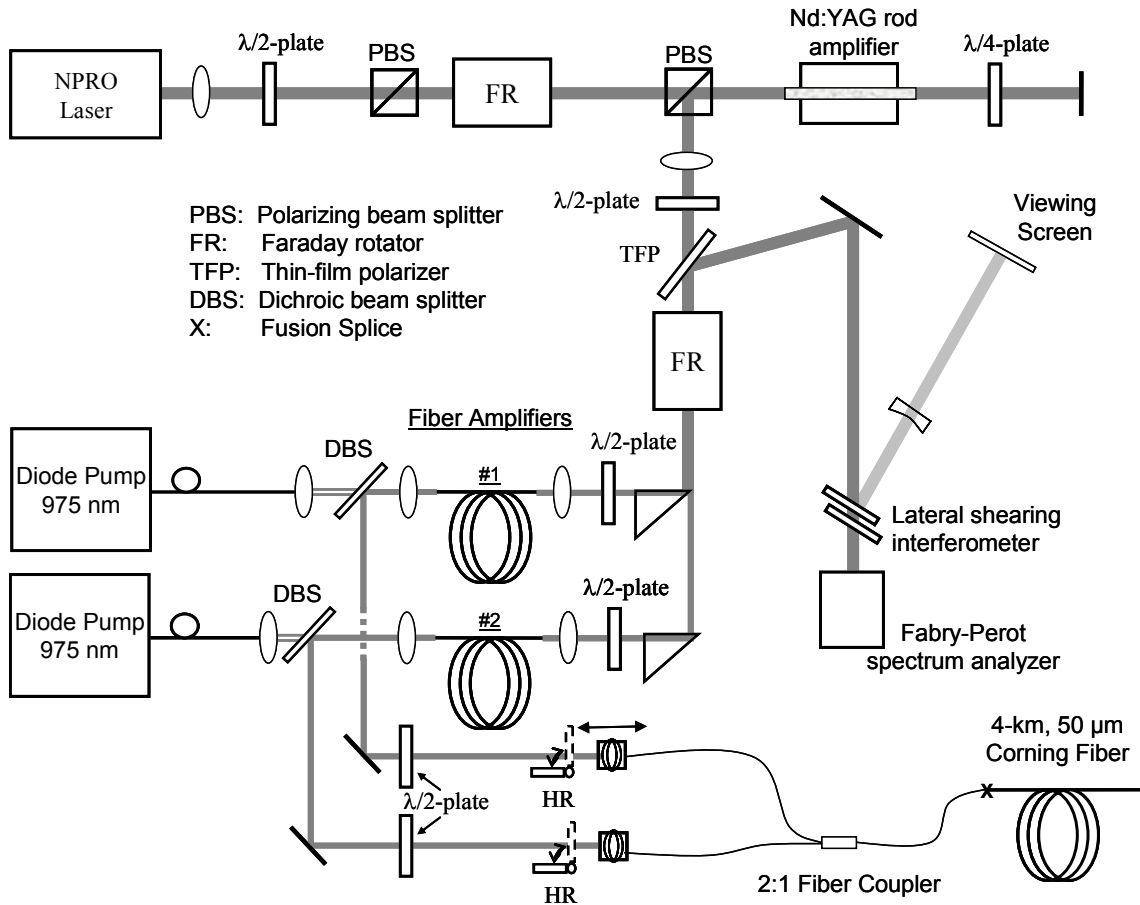 Nd:YAG rod
amplifier
λ/2-plate
PBS
PBS
λ/4-plate
NPRO
Laser
FR
λ/2-plate
PBS: Polarizing beam splitter
FR: Faraday rotator
TFP: Thin-film polarizer
DBS: Dichroic beam splitter
X: Fusion Splice
TFP
Viewing
Screen
FR
Fiber Amplifiers
DBS
λ/2-plate
#1
Diode Pump
975 nm
Lateral shearing
interferometer
DBS
λ/2-plate
#2
Diode Pump
975 nm
Fabry-Perot
spectrum analyzer
4-km, 50 µm
Corning Fiber
λ/2-plate
HR
X
HR
2:1 Fiber Coupler